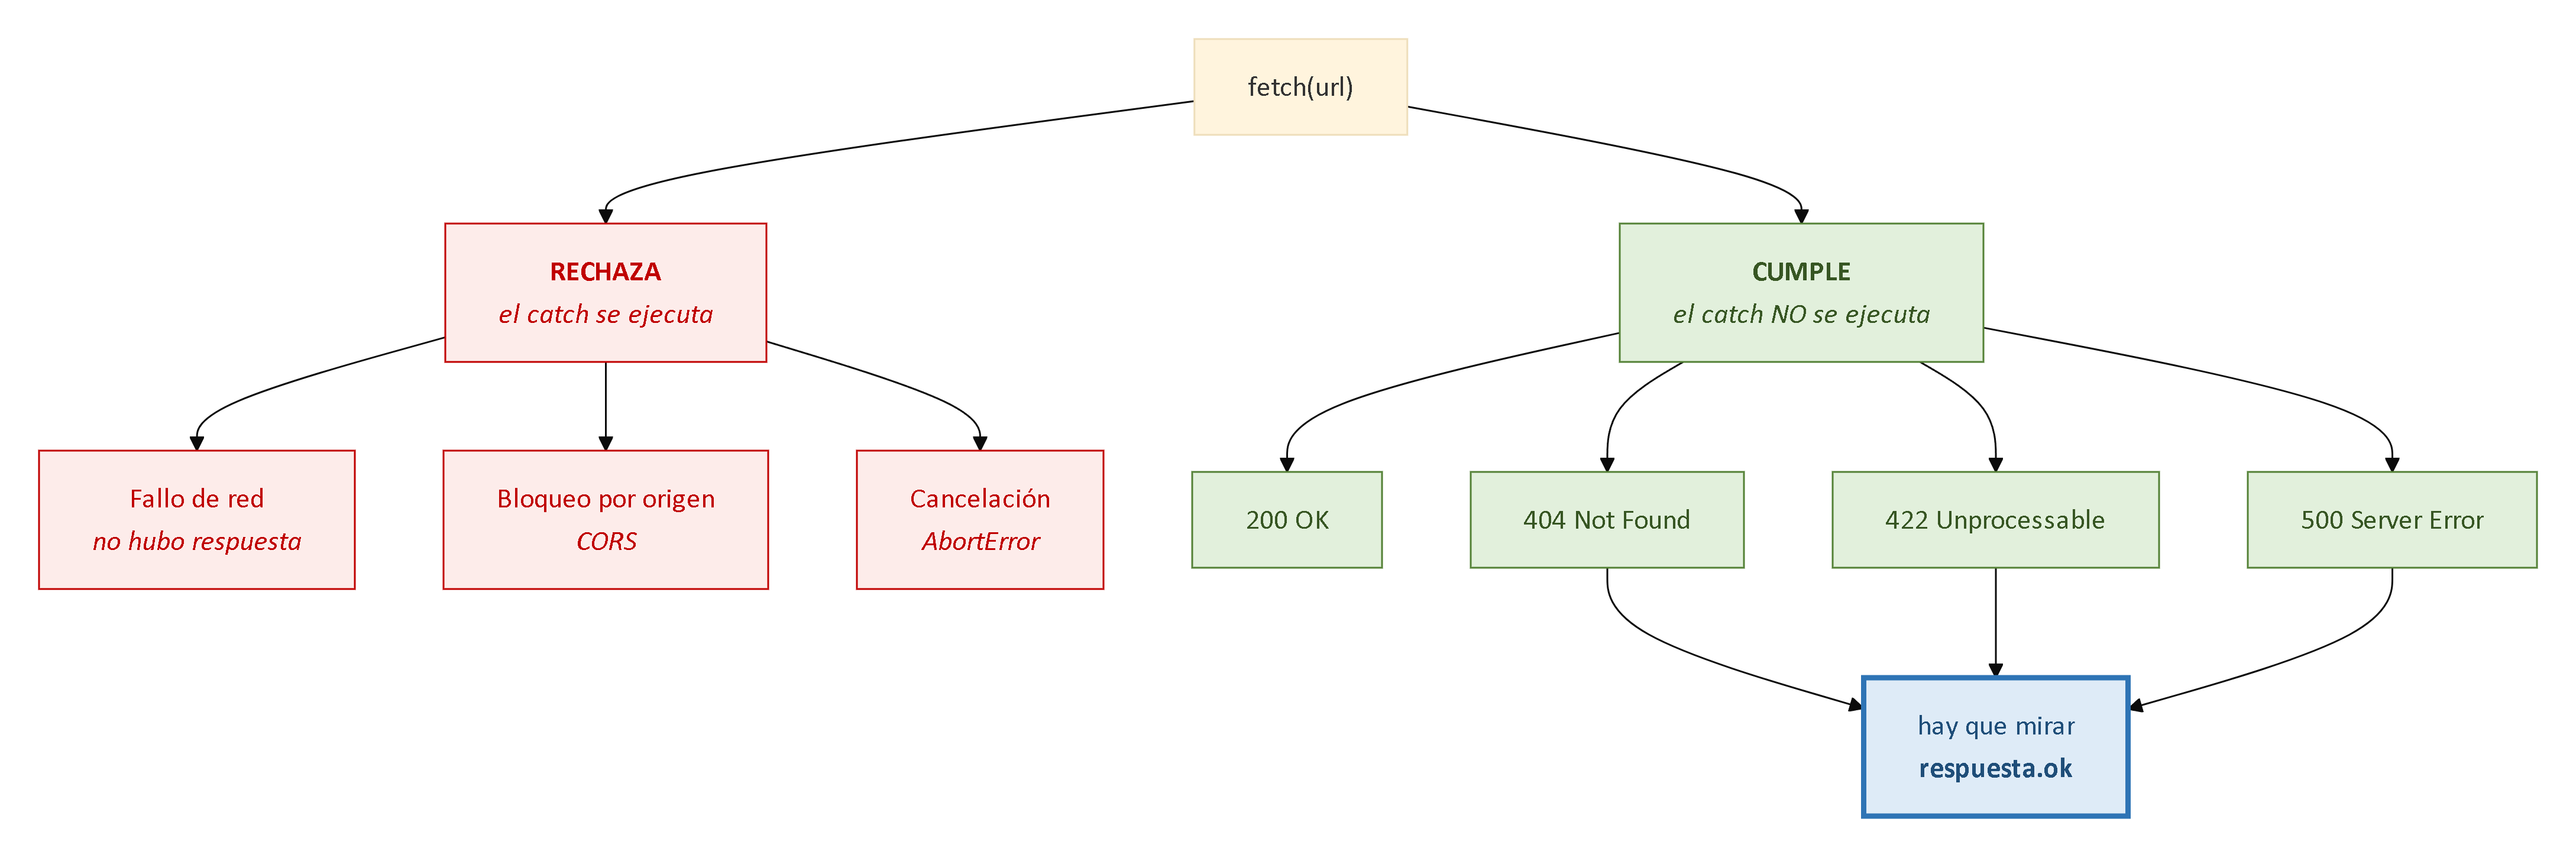 fetch(url)
RECHAZA
el catch se ejecuta
CUMPLE
el catch NO se ejecuta
Fallo de red
no hubo respuesta
Bloqueo por origen
CORS
Cancelación
AbortError
200 OK
404 Not Found
422 Unprocessable
500 Server Error
hay que mirar
respuesta.ok